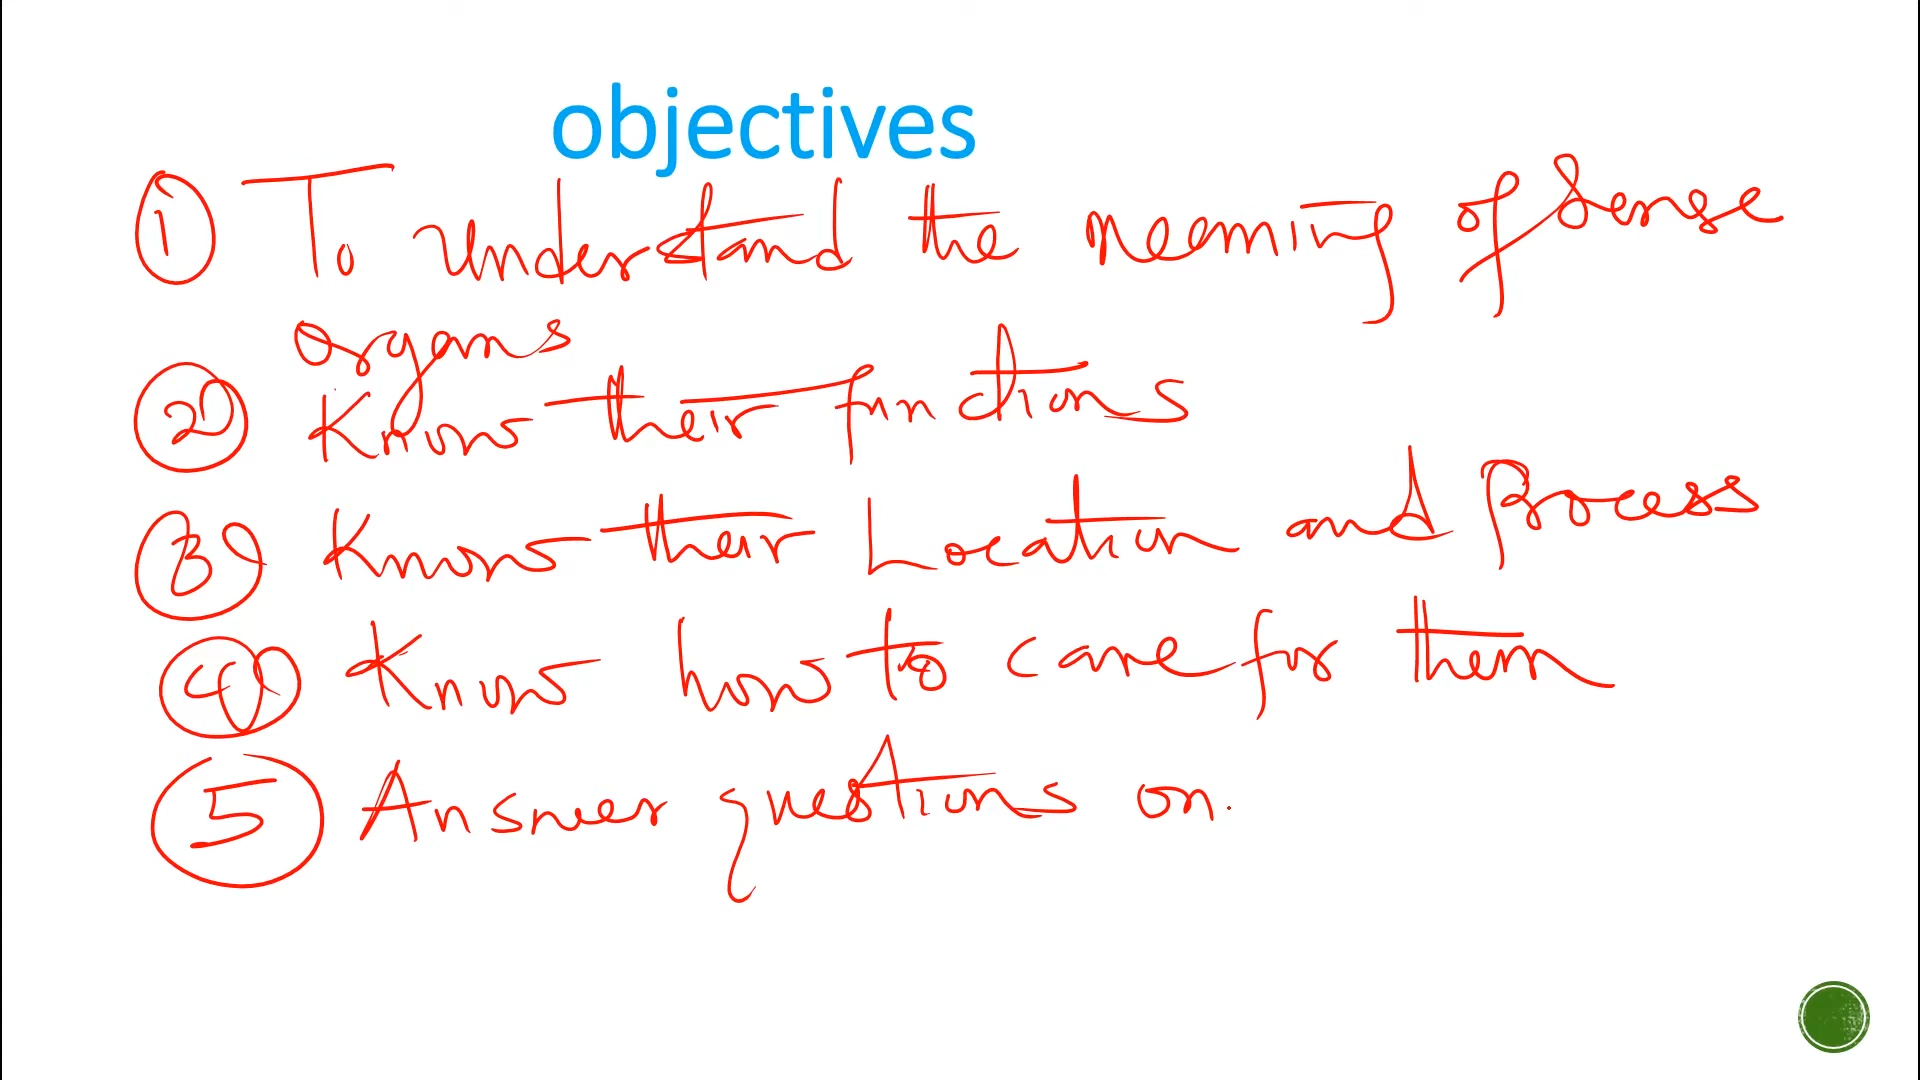 objectives
① To understand the meaning of sense
organs
② Know their functions
③ Know their Location and Process
④ Know how to care for them
⑤ Answer questions on.